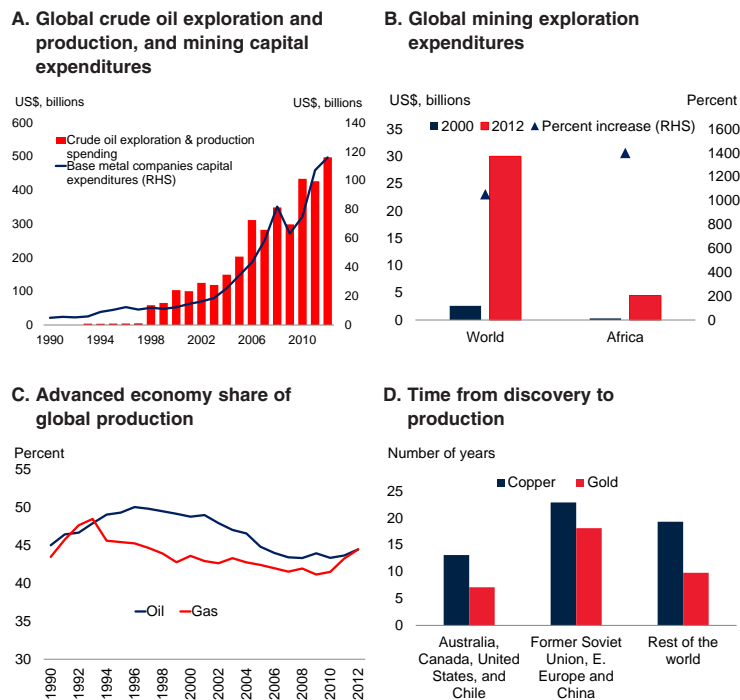 A. Global crude oil exploration and
production, and mining capital
expenditures
US$, billions
US$, billions
600
500
400
300
200
100
0
140
120
100
80
60
40
20
0
Crude oil exploration & production
spending
Base metal companies capital
expenditures (RHS)
1990 1994 1998 2002 2006 2010
B. Global mining exploration
expenditures
US$, billions
Percent
2000 2012 Percent increase (RHS)
35
30
25
20
15
10
5
0
1600
1400
1200
1000
800
600
400
200
0
World Africa
C. Advanced economy share of
global production
Percent
55
50
45
40
35
30
Oil Gas
1990
1992
1994
1996
1998
2000
2002
2004
2006
2008
2010
2012
D. Time from discovery to
production
Number of years
Copper Gold
25
20
15
10
5
0
Australia,
Canada, United
States, and
Chile
Former Soviet
Union, E.
Europe and
China
Rest of the
world